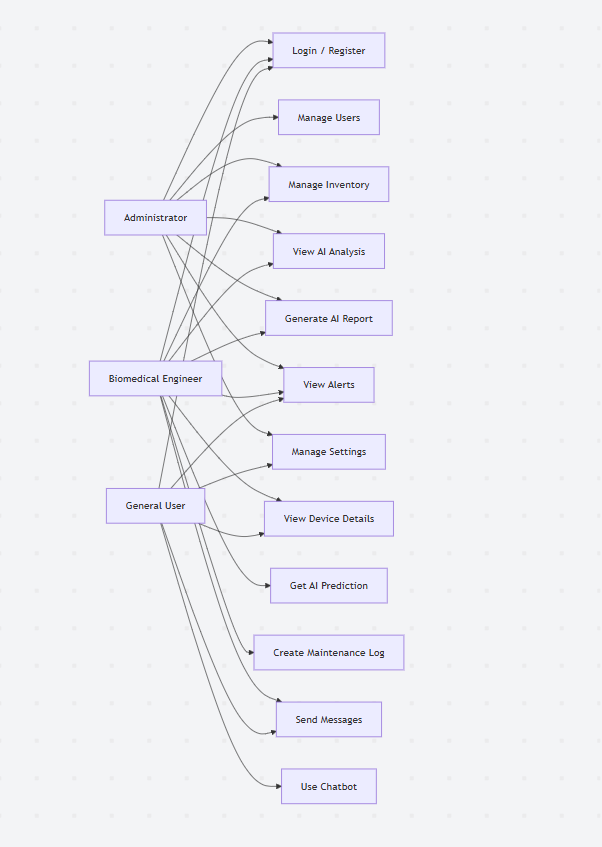 Login / Register
Manage Users
Manage Inventory
Administrator
View AI Analysis
Generate AI Report
Biomedical Engineer
View Alerts
Manage Settings
General User
View Device Details
Get AI Prediction
Create Maintenance Log
Send Messages
Use Chatbot